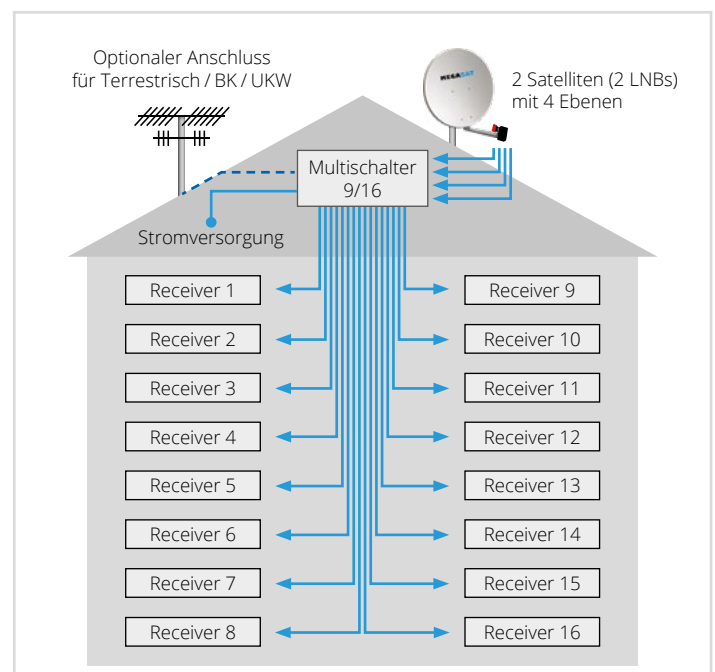 Optionaler Anschluss
für Terrestrisch / BK / UKW
MEGASAT
2 Satelliten (2 LNBs)
mit 4 Ebenen
Multischalter
9/16
Stromversorgung
Receiver 1
Receiver 9
Receiver 2
Receiver 10
Receiver 3
Receiver 11
Receiver 4
Receiver 12
Receiver 5
Receiver 13
Receiver 6
Receiver 14
Receiver 7
Receiver 15
Receiver 8
Receiver 16